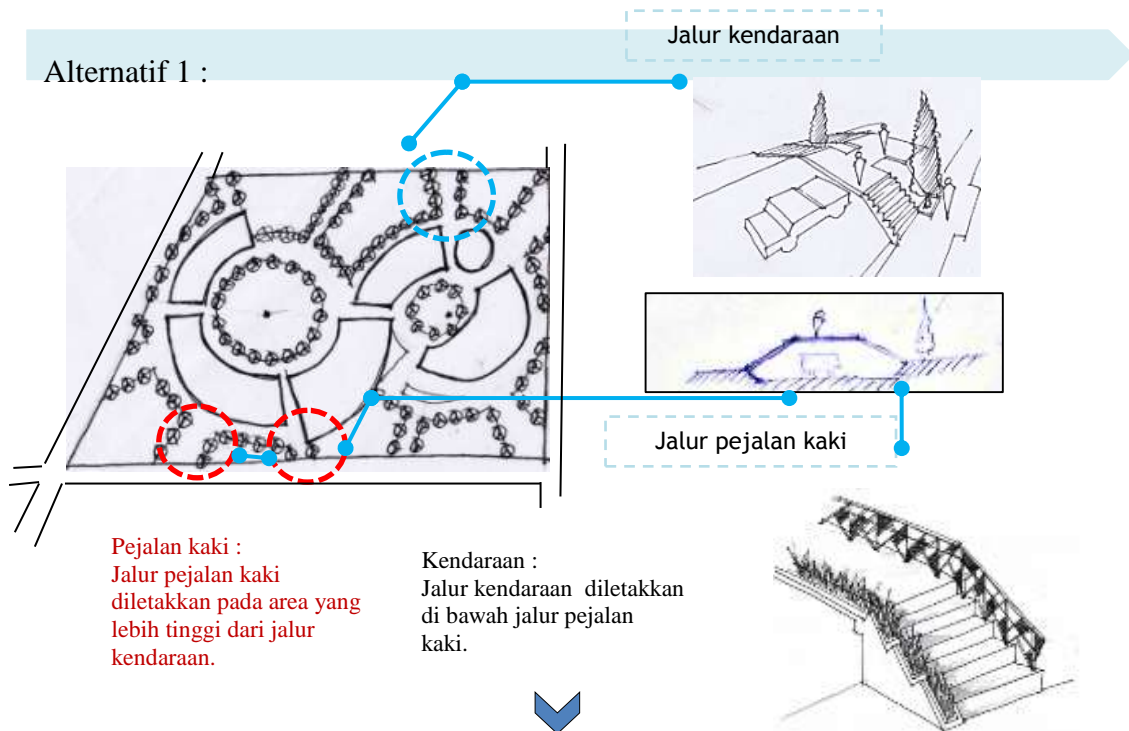 Jalur kendaraan
Alternatif 1 :
Jalur pejalan kaki
Pejalan kaki :
Jalur pejalan kaki
diletakkan pada area yang
lebih tinggi dari jalur
kendaraan.
Kendaraan :
Jalur kendaraan diletakkan
di bawah jalur pejalan
kaki.